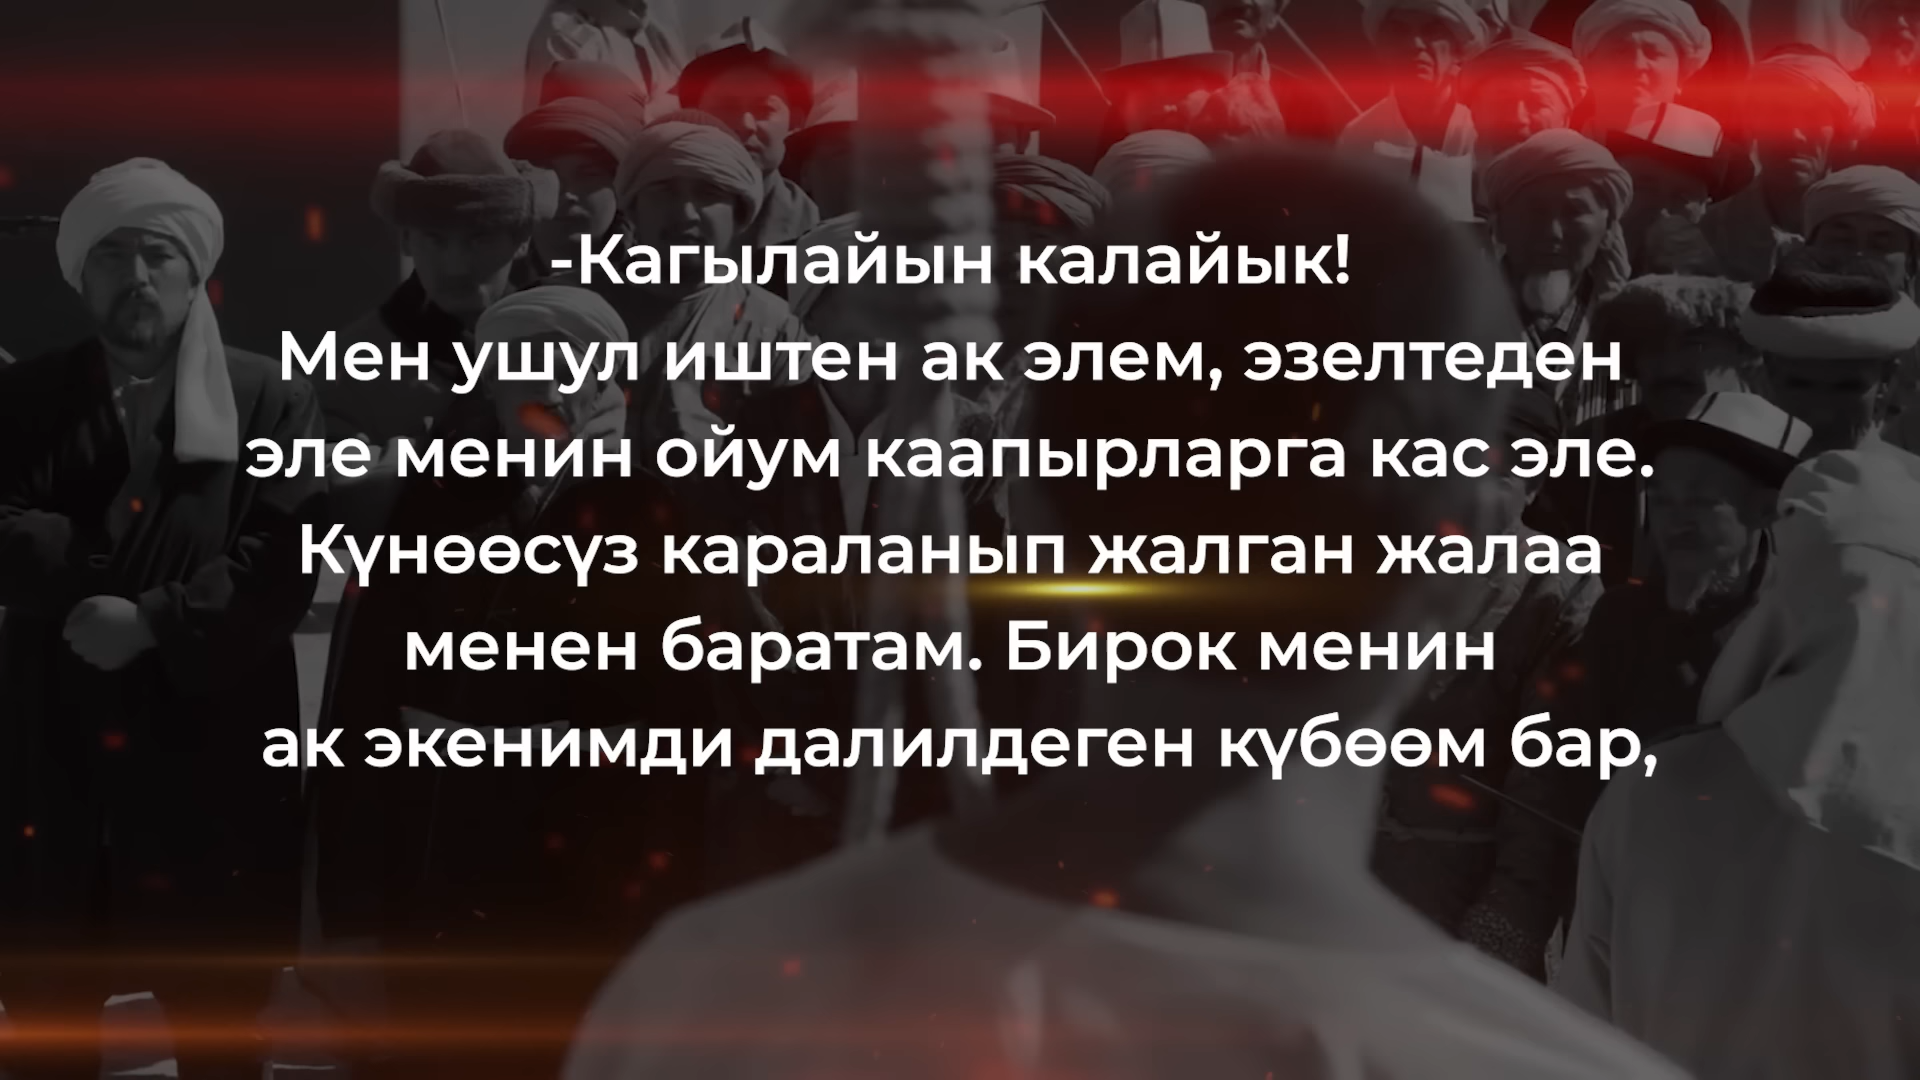 -Кагылайын калайык!
Мен ушул иштен ак элем, эзелтеден
эле менин ойум каапырларга кас эле.
Күнөөсүз караланып жалган жалаа
менен баратам. Бирок менин
ак экенимди далилдеген күбөөм бар,